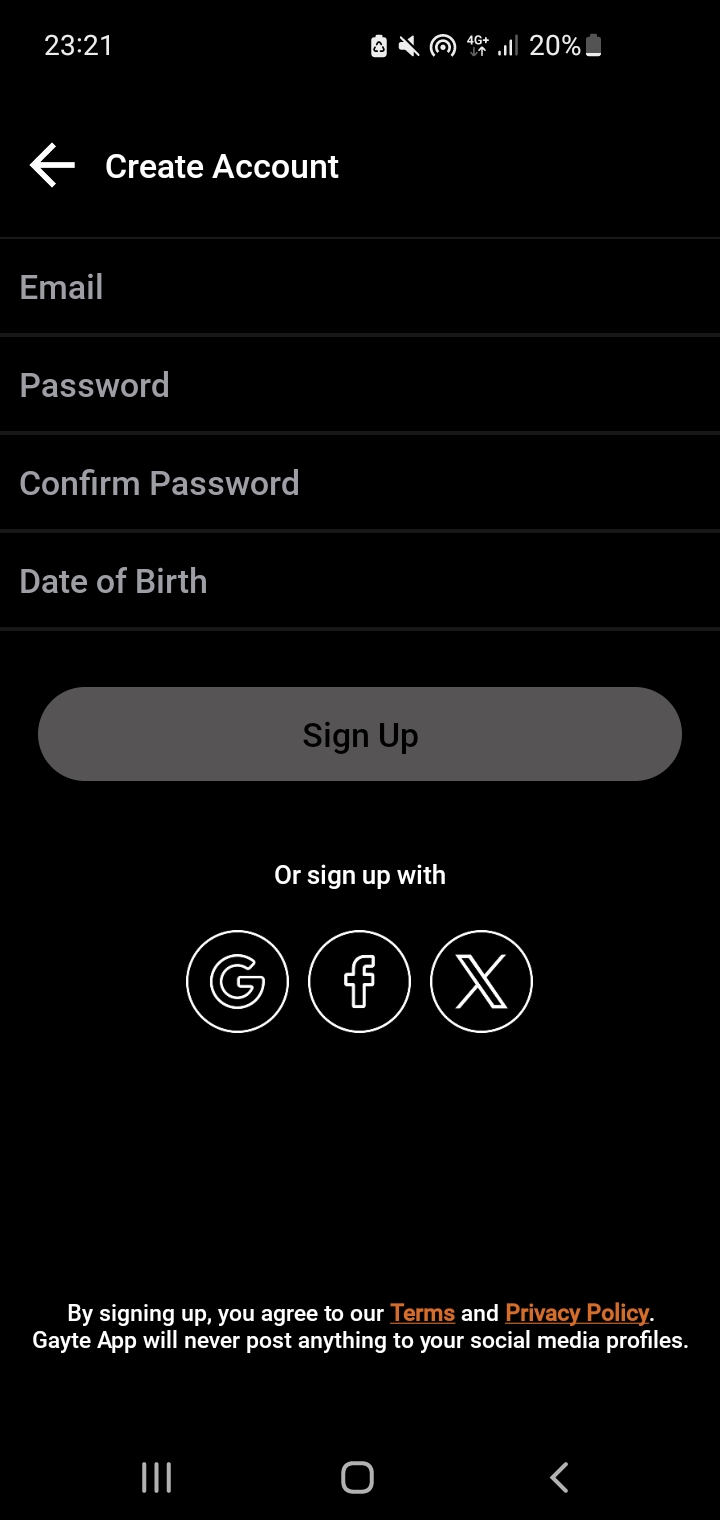 23:21 4G+ 20%
Create Account
Email
Password
Confirm Password
Date of Birth
Sign Up
Or sign up with
By signing up, you agree to our Terms and Privacy Policy.
Gayte App will never post anything to your social media profiles.